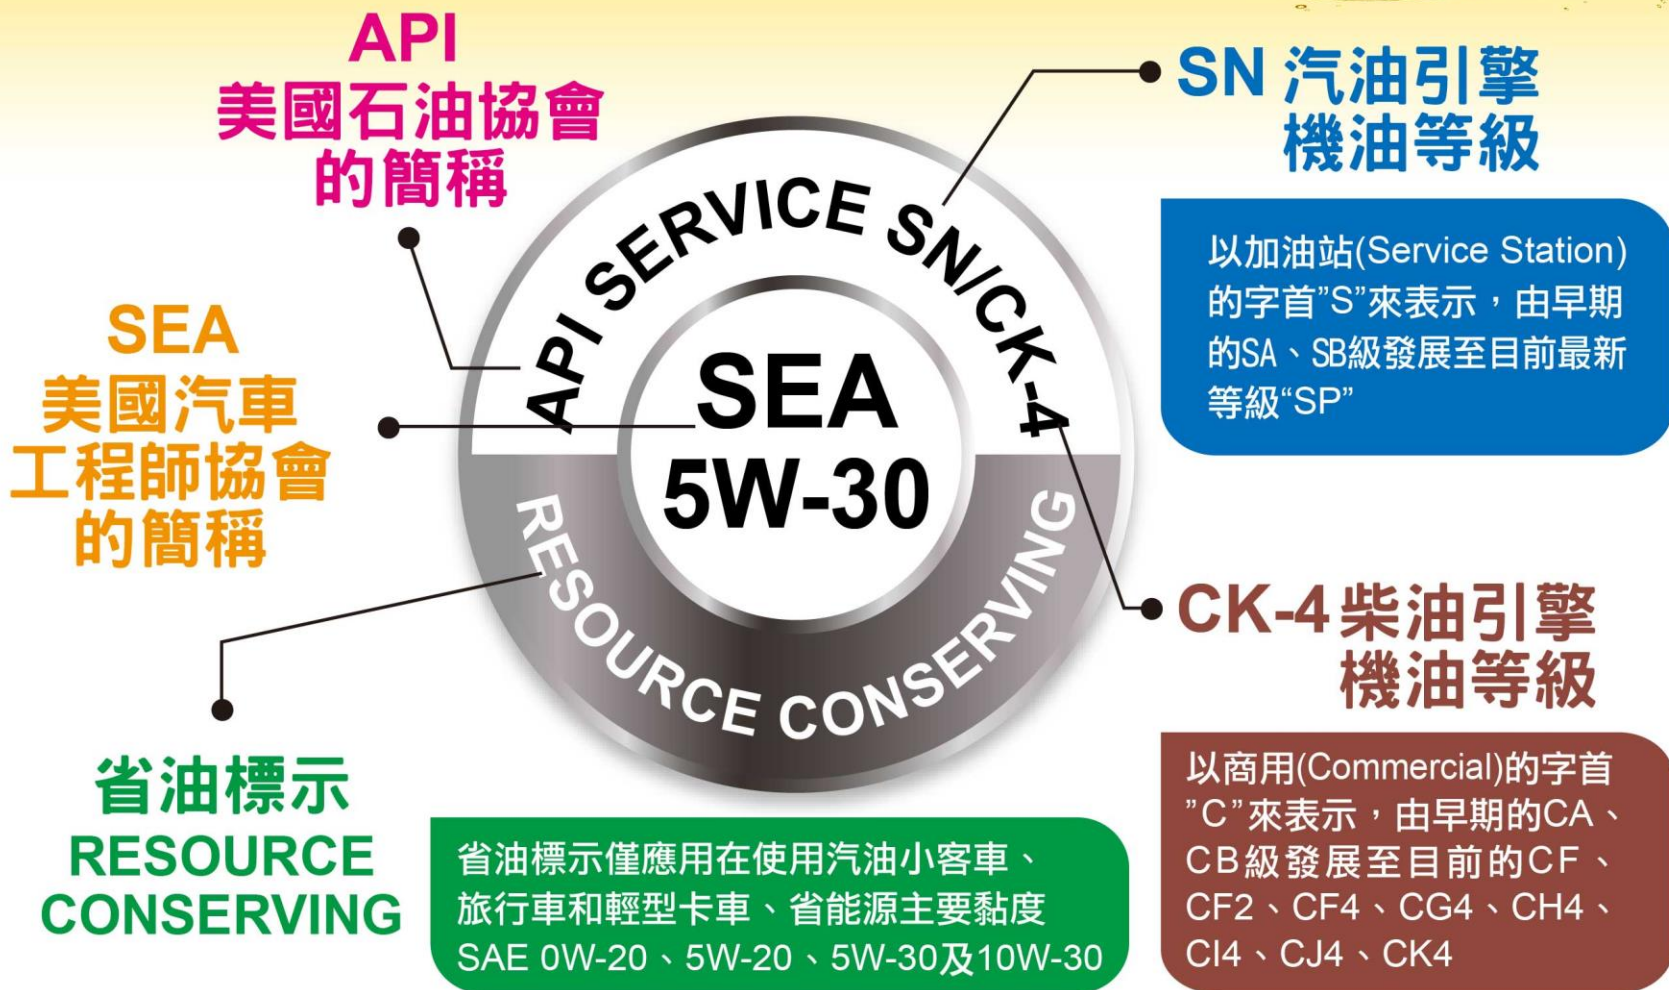 API
美國石油協會
的簡稱
SN 汽油引擎
機油等級
以加油站(Service Station)
的字首”S”來表示，由早期
的SA、SB級發展至目前最新
等級“SP”
API SERVICE SN/CK-4
SEA
5W-30
RESOURCE CONSERVING
SEA
美國汽車
工程師協會
的簡稱
CK-4 柴油引擎
機油等級
以商用(Commercial)的字首
”C”來表示，由早期的CA、
CB級發展至目前的CF、
CF2、CF4、CG4、CH4、
CI4、CJ4、CK4
省油標示
RESOURCE
CONSERVING
省油標示僅應用在使用汽油小客車、
旅行車和輕型卡車、省能源主要黏度
SAE 0W-20、5W-20、5W-30及10W-30